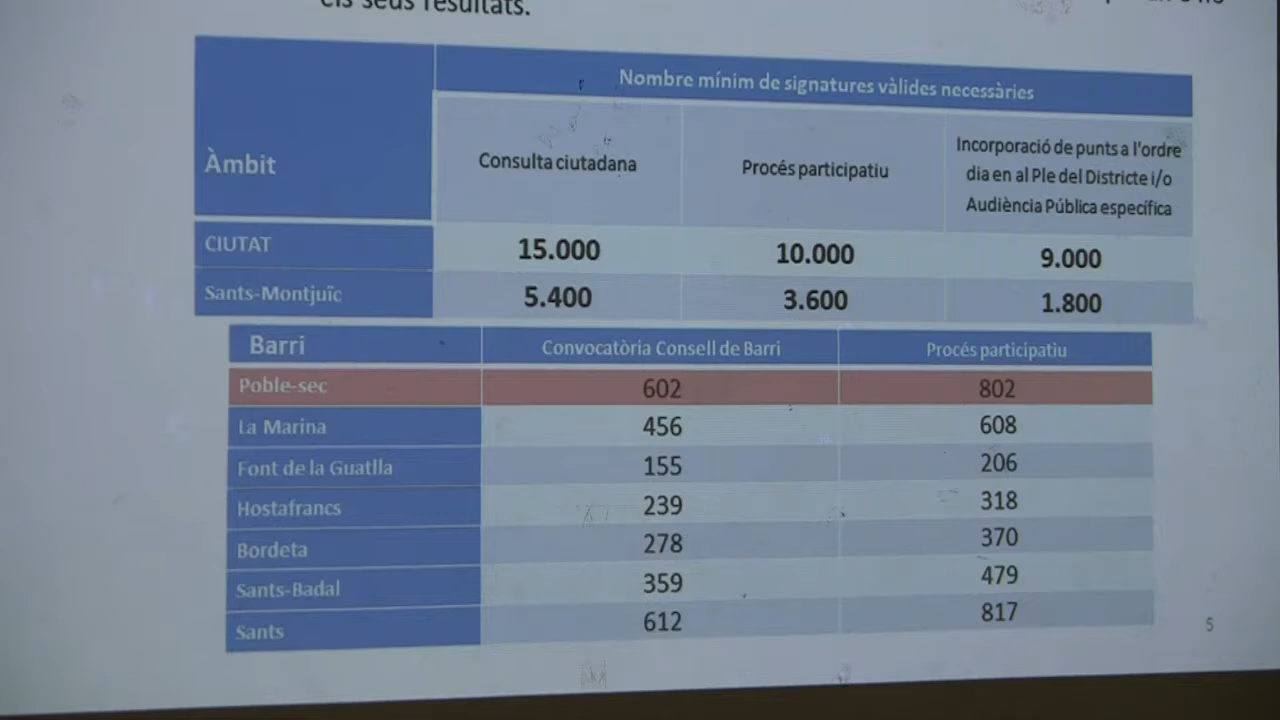 els seus resultats.
Nombre mínim de signatures vàlides necessàries
Àmbit
Consulta ciutadana
Procés participatiu
Incorporació de punts a l'ordre
dia en al Ple del Districte i/o
Audiència Pública específica
CIUTAT 15.000 10.000 9.000
Sants-Montjuïc 5.400 3.600 1.800
Barri Convocatòria Consell de Barri Procés participatiu
Poble-sec 602 802
La Marina 456 608
Font de la Guatlla 155 206
Hostafrancs 239 318
Bordeta 278 370
Sants-Badal 359 479
Sants 612 817
5